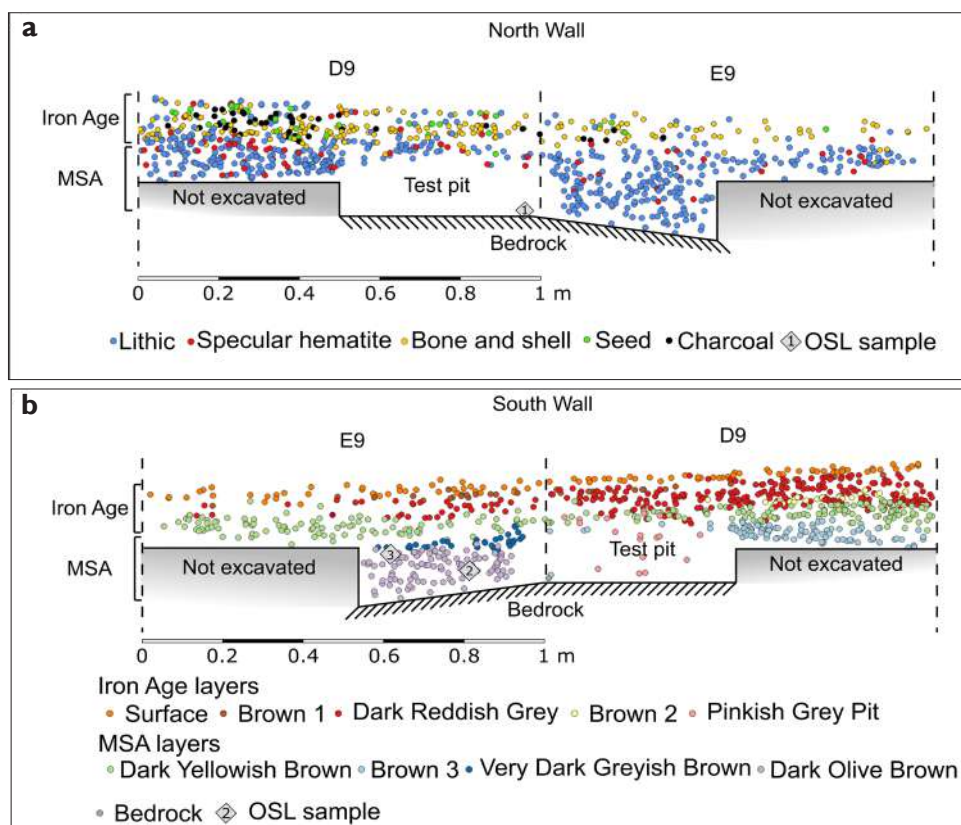 a
North Wall
D9
E9
Iron Age
MSA
Not excavated
Test pit
Not excavated
1
Bedrock
0 0.2 0.4 0.6 0.8 1 m
Lithic Specular hematite Bone and shell Seed Charcoal 1 OSL sample
b
South Wall
E9
D9
Iron Age
MSA
Not excavated
3
2
Test pit
Not excavated
Bedrock
0 0.2 0.4 0.6 0.8 1 m
Iron Age layers
Surface Brown 1 Dark Reddish Grey Brown 2 Pinkish Grey Pit
MSA layers
Dark Yellowish Brown Brown 3 Very Dark Greyish Brown Dark Olive Brown
Bedrock 2 OSL sample